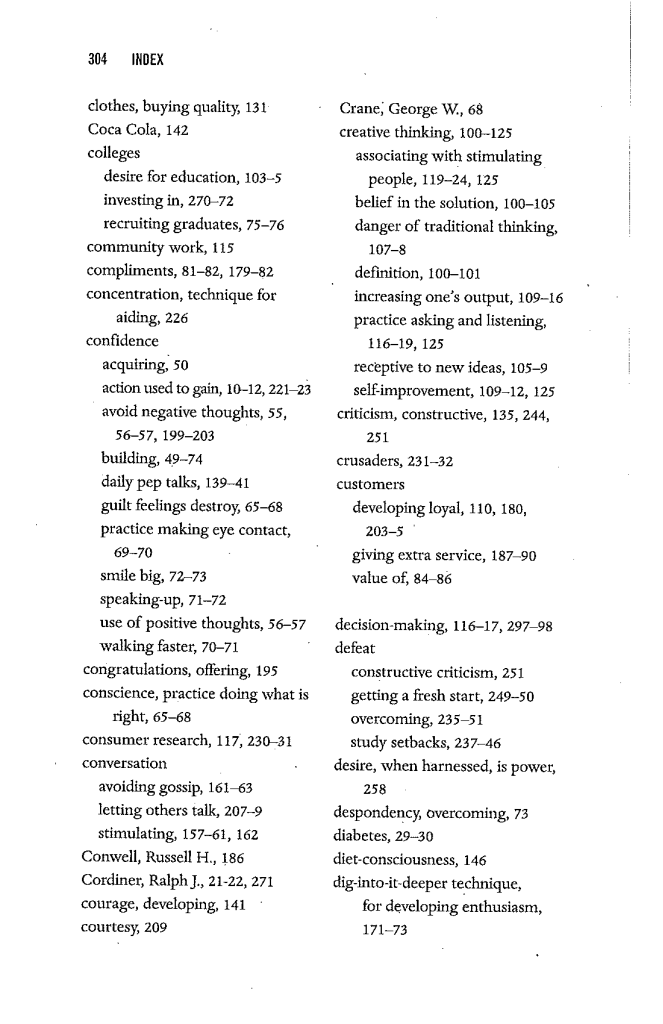 304 INDEX
clothes, buying quality, 131
Coca Cola, 142
colleges
desire for education, 103–5
investing in, 270–72
recruiting graduates, 75–76
community work, 115
compliments, 81–82, 179–82
concentration, technique for
aiding, 226
confidence
acquiring, 50
action used to gain, 10–12, 221–23
avoid negative thoughts, 55,
56–57, 199–203
building, 49–74
daily pep talks, 139–41
guilt feelings destroy, 65–68
practice making eye contact,
69–70
smile big, 72–73
speaking-up, 71–72
use of positive thoughts, 56–57
walking faster, 70–71
congratulations, offering, 195
conscience, practice doing what is
right, 65–68
consumer research, 117, 230–31
conversation
avoiding gossip, 161–63
letting others talk, 207–9
stimulating, 157–61, 162
Conwell, Russell H., 186
Cordiner, Ralph J., 21-22, 271
courage, developing, 141
courtesy, 209
Crane, George W., 68
creative thinking, 100–125
associating with stimulating
people, 119–24, 125
belief in the solution, 100–105
danger of traditional thinking,
107–8
definition, 100–101
increasing one's output, 109–16
practice asking and listening,
116–19, 125
receptive to new ideas, 105–9
self-improvement, 109–12, 125
criticism, constructive, 135, 244,
251
crusaders, 231–32
customers
developing loyal, 110, 180,
203–5
giving extra service, 187–90
value of, 84–86
decision-making, 116–17, 297–98
defeat
constructive criticism, 251
getting a fresh start, 249–50
overcoming, 235–51
study setbacks, 237–46
desire, when harnessed, is power,
258
despondency, overcoming, 73
diabetes, 29–30
diet-consciousness, 146
dig-into-it-deeper technique,
for developing enthusiasm,
171–73